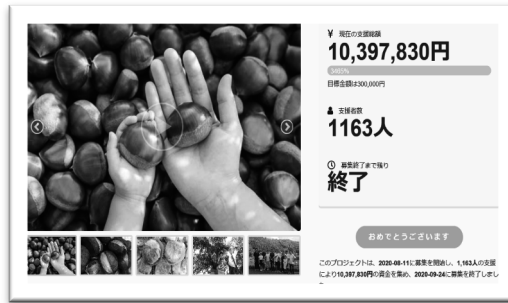 ¥ 現在の支援総額
10,397,830円
3465%
目標金額は300,000円
支援者数
1163人
募集終了まで残り
終了
おめでとうございます
このプロジェクトは、2020-08-11に募集を開始し、1,163人の支援
により10,397,830円の資金を集め、2020-09-24に募集を終了しまし